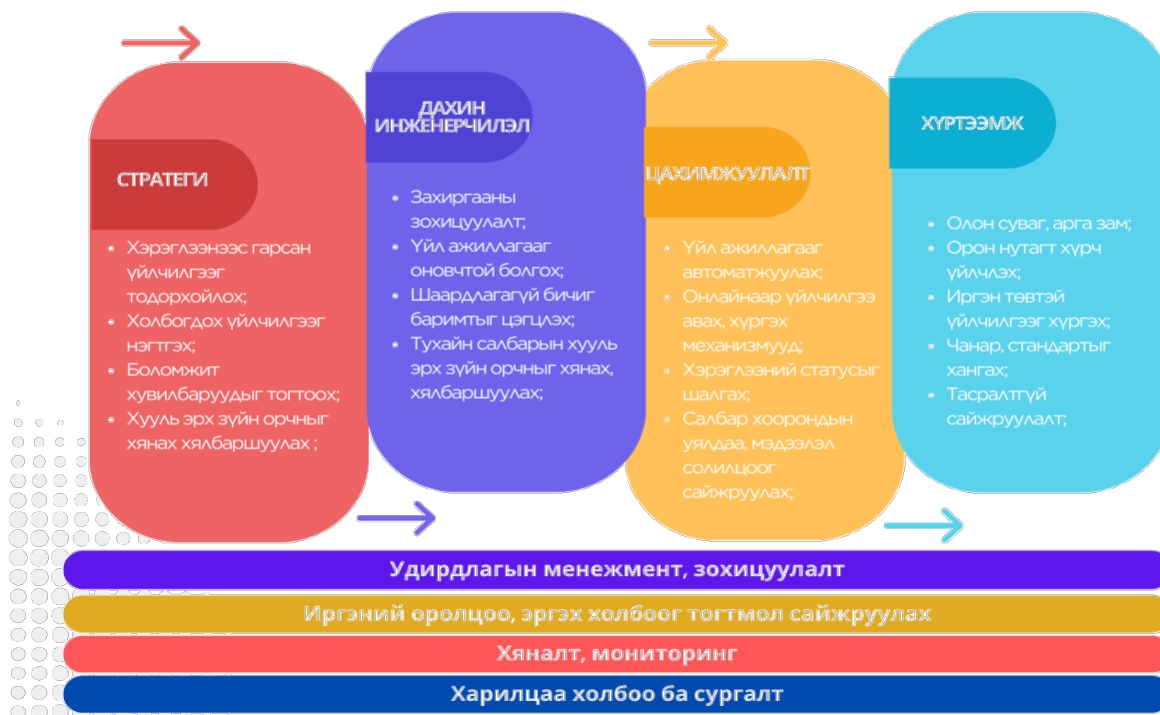 СТРАТЕГИ
• Хэрэглээнээс гарсан
үйлчилгээг
тодорхойлох;
• Холбогдох үйлчилгээг
нэгтгэх;
• Боломжит
хувилбаруудыг тогтоох;
• Хууль эрх зүйн орчныг
хянах хялбаршуулах ;
ДАХИН
ИНЖЕНЕРЧИЛЭЛ
• Захиргааны
зохицуулалт;
• Үйл ажиллагааг
оновчтой болгох;
• Шаардлагагүй бичиг
баримтыг цэгцлэх;
• Тухайн салбарын хууль
эрх зүйн орчныг хянах,
хялбаршуулах;
ЦАХИМЖУУЛАЛТ
• Үйл ажиллагааг
автоматжуулах;
• Онлайнаар үйлчилгээ
авах, хүргэх
механизмууд;
• Хэрэглээний статусыг
шалгах;
• Салбар хоорондын
уялдаа, мэдээлэл
солилцоог
сайжруулах;
ХҮРТЭЭМЖ
• Олон суваг, арга зам;
• Орон нутагт хүрч
үйлчлэх;
• Иргэн төвтэй
үйлчилгээг хүргэх;
• Чанар, стандартыг
хангах;
• Тасралтгүй
сайжруулалт;
Удирдлагын менежмент, зохицуулалт
Иргэний оролцоо, эргэх холбоог тогтмол сайжруулах
Хяналт, мониторинг
Харилцаа холбоо ба сургалт